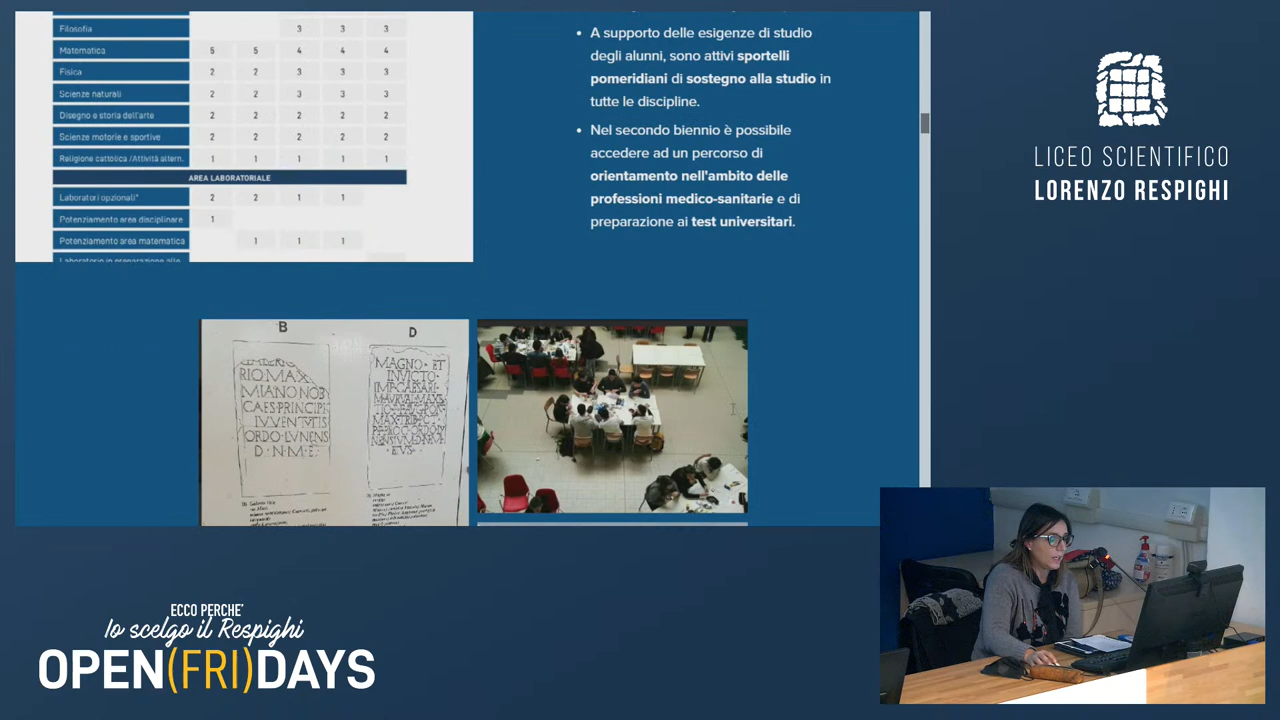 Filosofia 3 3 3
Matematica 5 5 4 4 4
Fisica 2 2 3 3 3
Scienze naturali 2 2 3 3 3
Disegno e storia dell'arte 2 2 2 2 2
Scienze motorie e sportive 2 2 2 2 2
Religione cattolica /Attività altern. 1 1 1 1 1
AREA LABORATORIALE
Laboratori opzionali* 2 2 1 1
Potenziamento area disciplinare 1
Potenziamento area matematica 1 1 1
Laboratorio in preparazione alle
• A supporto delle esigenze di studio
degli alunni, sono attivi sportelli
pomeridiani di sostegno alla studio in
tutte le discipline.
• Nel secondo biennio è possibile
accedere ad un percorso di
orientamento nell'ambito delle
professioni medico-sanitarie e di
preparazione ai test universitari.
LICEO SCIENTIFICO
LORENZO RESPIGHI
B
RIO MAX
MIANO NOB
CAES PRINCIPI
IVVENTVTIS
ORDO LVNENS
D·N·M·E·
D
MAGNO·ET
INVICTO·
ECCO PERCHE'
Io scelgo il Respighi
OPEN(FRI)DAYS